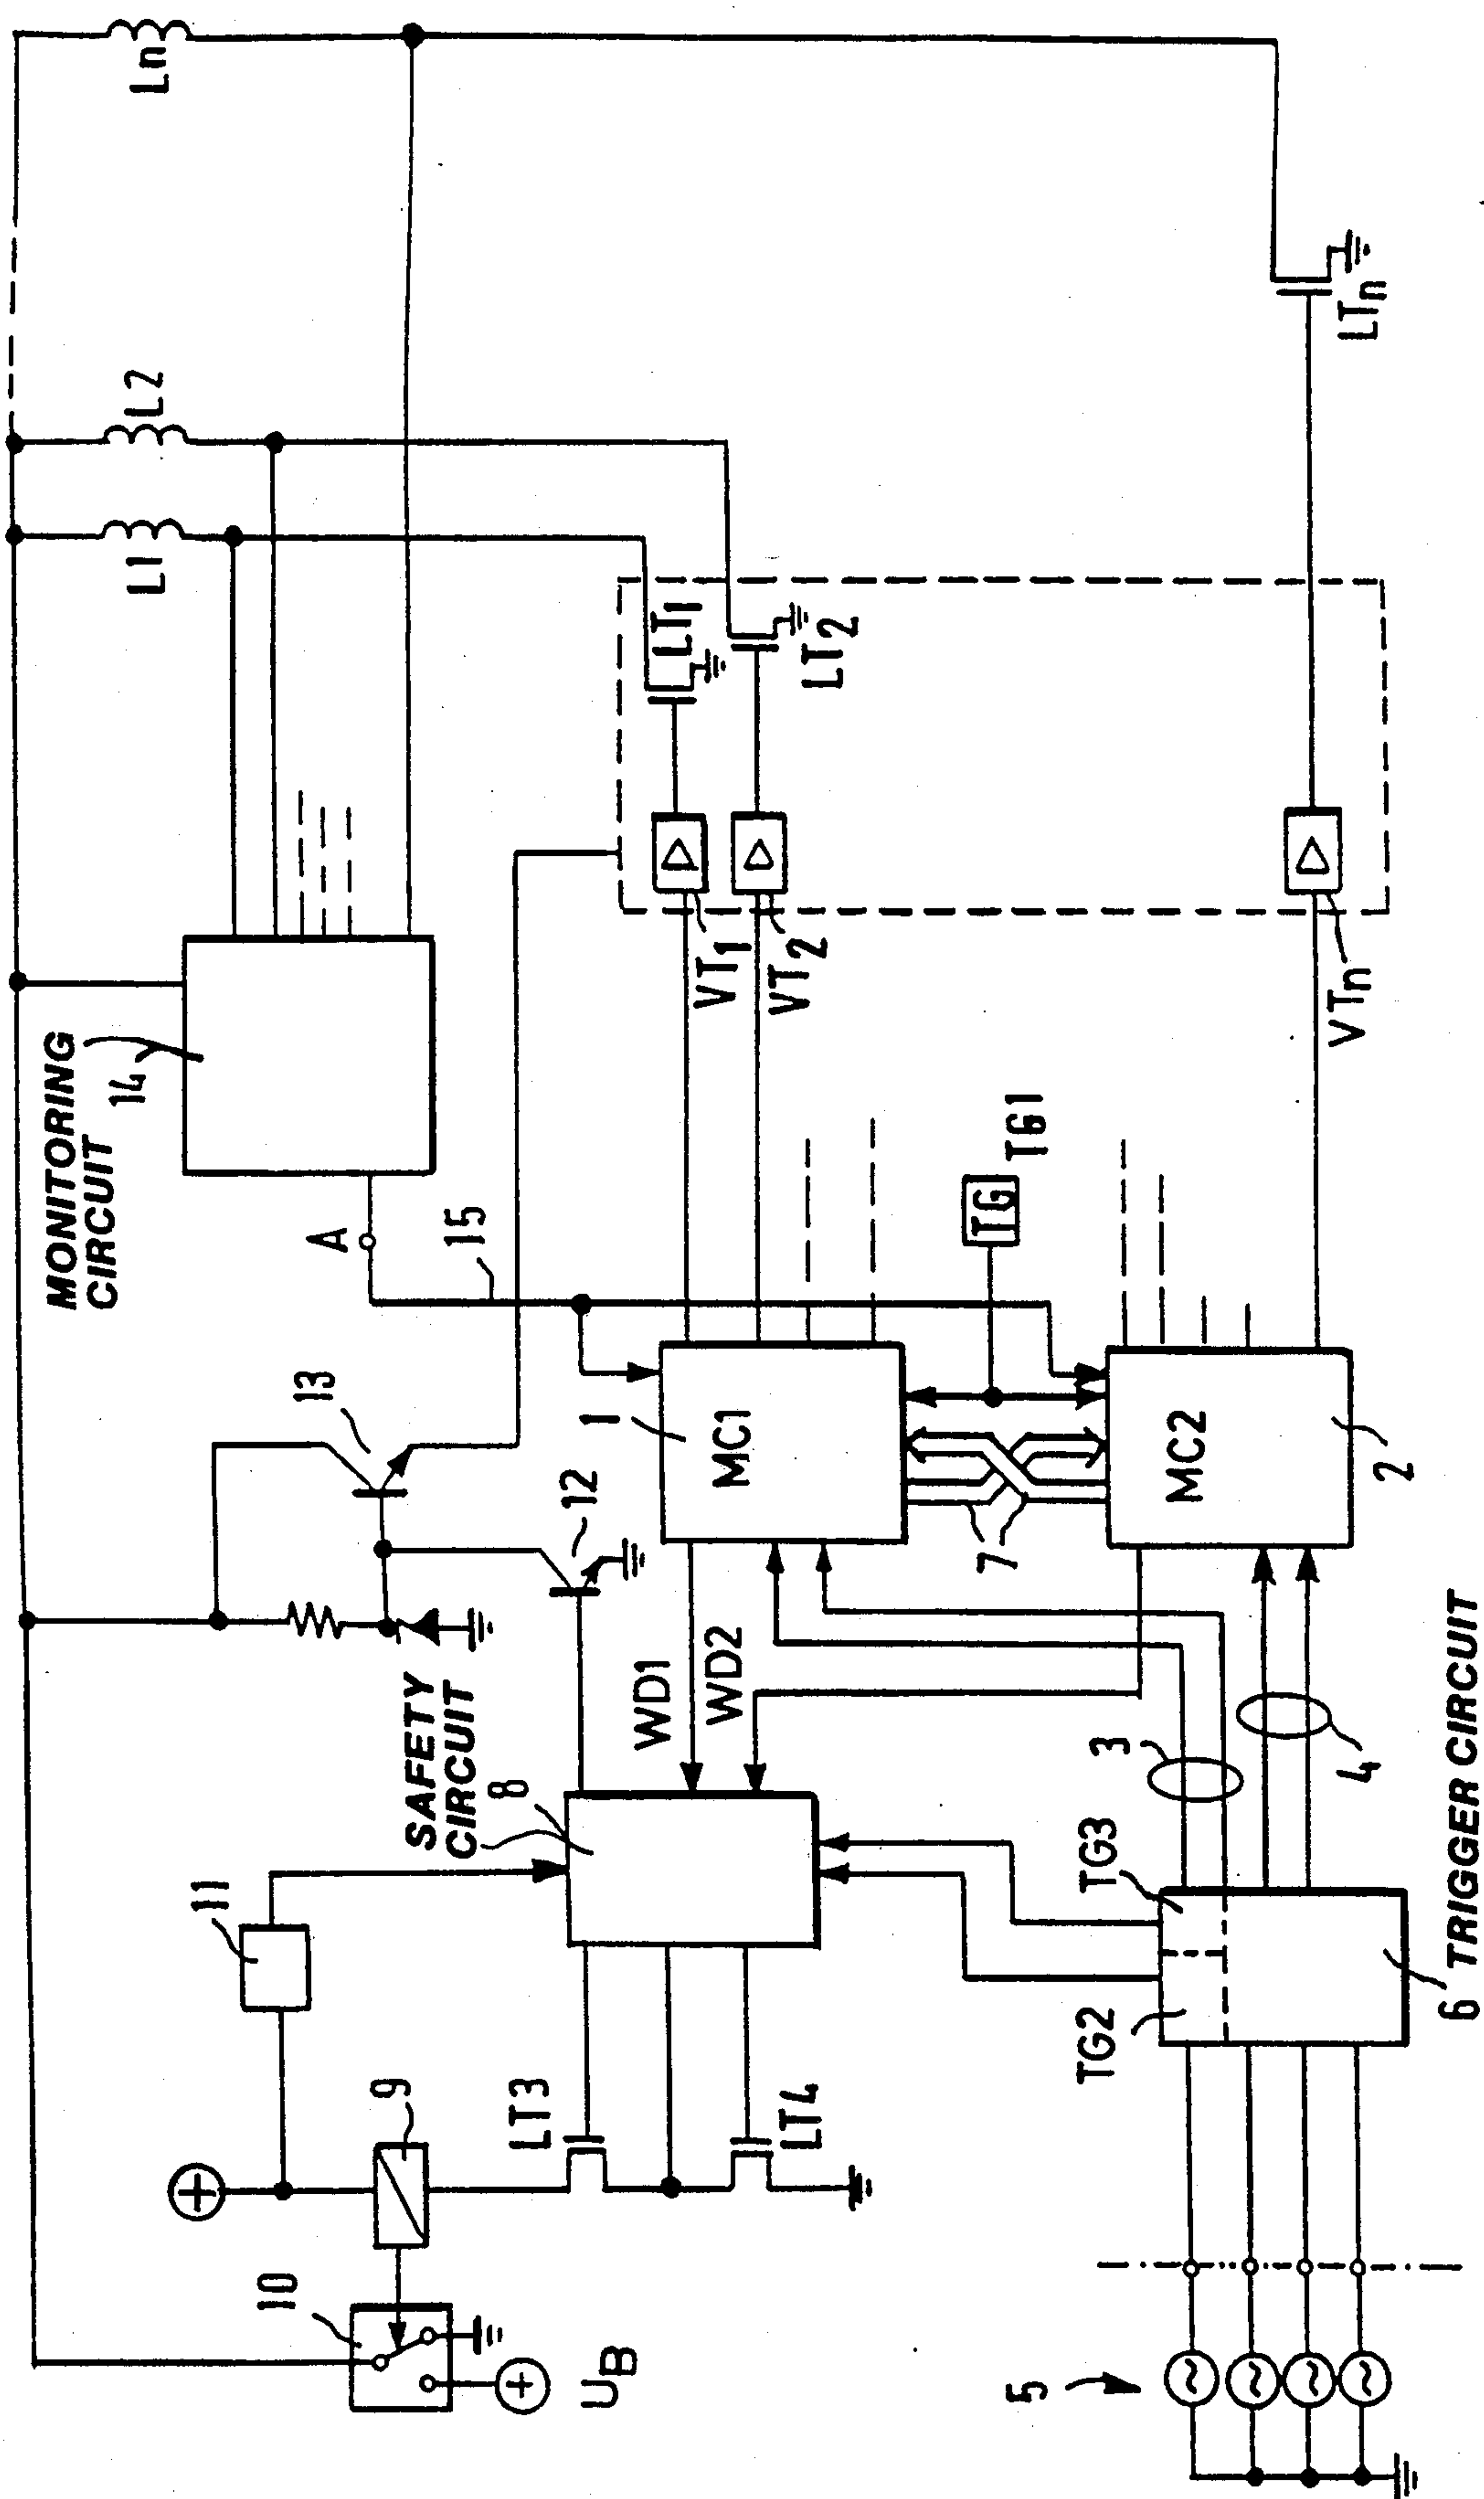 10
UB
9
11
LT3
LT4
SAFETY
CIRCUIT
8
WD1
WD2
12
13
MONITORING
CIRCUIT
14
A
15
L1
L2
Ln
LT1
LT2
LTn
VT1
VT2
VTn
1
MC1
TG
TG1
7
MC2
2
3
4
TG3
TG2
5
6 TRIGGER CIRCUIT